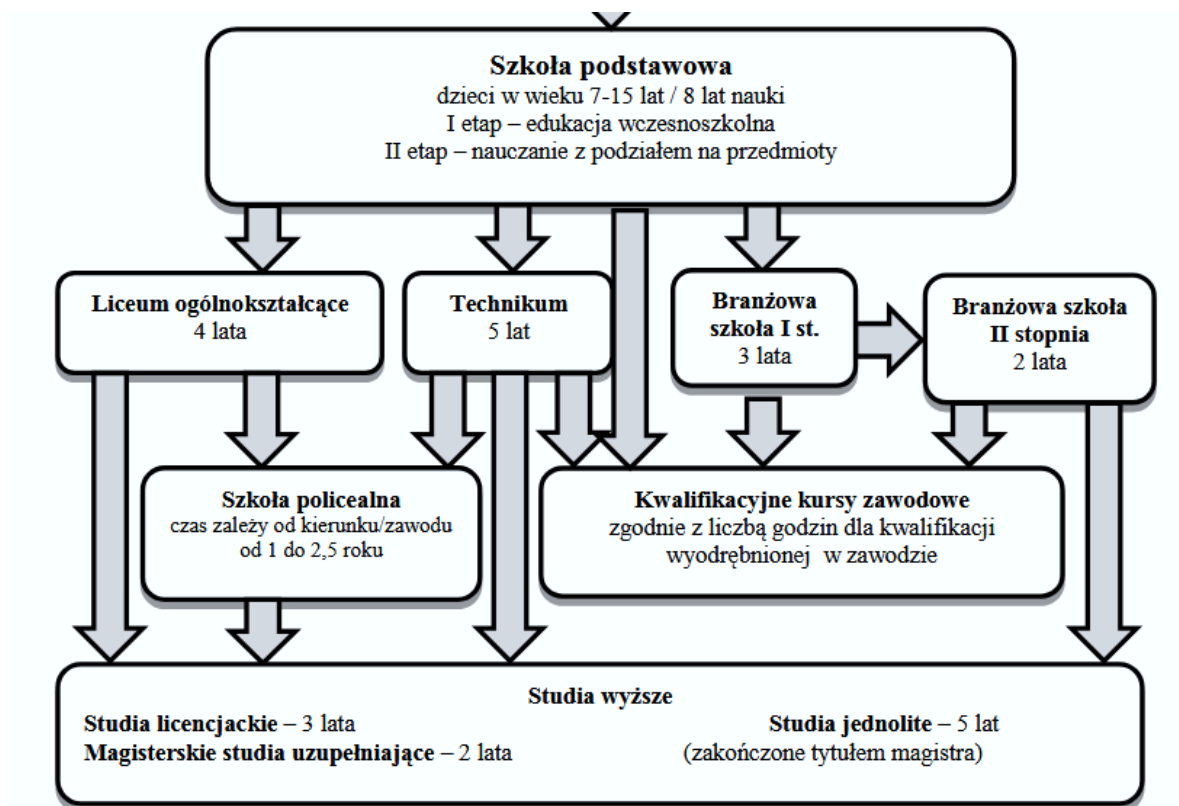 Szkoła podstawowa
dzieci w wieku 7-15 lat / 8 lat nauki
I etap – edukacja wczesnoszkolna
II etap – nauczanie z podziałem na przedmioty
Liceum ogólnokształcące
4 lata
Technikum
5 lat
Branżowa
szkoła I st.
3 lata
Branżowa szkoła
II stopnia
2 lata
Szkoła policealna
czas zależy od kierunku/zawodu
od 1 do 2,5 roku
Kwalifikacyjne kursy zawodowe
zgodnie z liczbą godzin dla kwalifikacji
wyodrębnionej w zawodzie
Studia wyższe
Studia licencjackie – 3 lata
Magisterskie studia uzupełniające – 2 lata
Studia jednolite – 5 lat
(zakończone tytułem magistra)